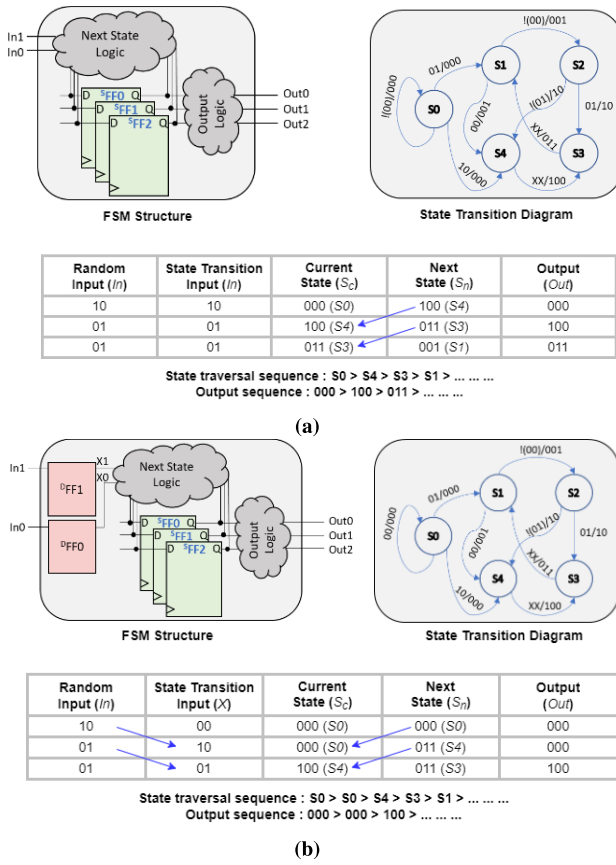 In1
In0
Next State
Logic
D SFF0 Q
D SFF1 Q
D SFF2 Q
Output
Logic
Out0
Out1
Out2
FSM Structure
!(00)/000
01/000
!(00)/001
S0
S1
S2
S3
S4
00/001
!(01)/10
01/10
XX/011
10/000
XX/100
State Transition Diagram
Random Input (In) State Transition Input (In) Current State (Sc) Next State (Sn) Output (Out)
10 10 000 (S0) 100 (S4) 000
01 01 100 (S4) 011 (S3) 100
01 01 011 (S3) 001 (S1) 011
State traversal sequence : S0 > S4 > S3 > S1 > ... ... ...
Output sequence : 000 > 100 > 011 > ... ... ...
(a)
In1
In0
DFF1
DFF0
X1
X0
Next State
Logic
D SFF0 Q
D SFF1 Q
D SFF2 Q
Output
Logic
Out0
Out1
Out2
FSM Structure
00/000
01/000
!(00)/001
S0
S1
S2
S3
S4
00/001
!(01)/10
01/10
XX/011
10/000
XX/100
State Transition Diagram
Random Input (In) State Transition Input (X) Current State (Sc) Next State (Sn) Output (Out)
10 00 000 (S0) 000 (S0) 000
01 10 000 (S0) 011 (S4) 000
01 01 100 (S4) 011 (S3) 100
State traversal sequence : S0 > S0 > S4 > S3 > S1 > ... ... ...
Output sequence : 000 > 000 > 100 > ... ... ...
(b)